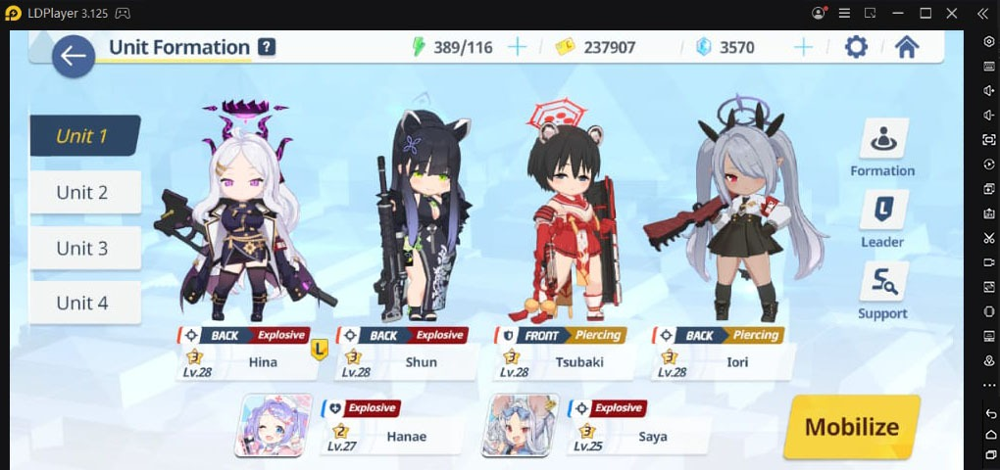 LDPlayer 3.125
Unit Formation ?
389/116
237907
3570
Unit 1
Unit 2
Unit 3
Unit 4
Formation
L
Leader
Support
BACK Explosive
3
Lv.28
Hina
L
BACK Explosive
3
Lv.28
Shun
FRONT Piercing
3
Lv.28
Tsubaki
BACK Piercing
3
Lv.28
Iori
Explosive
2
Lv.27
Hanae
Explosive
3
Lv.25
Saya
Mobilize